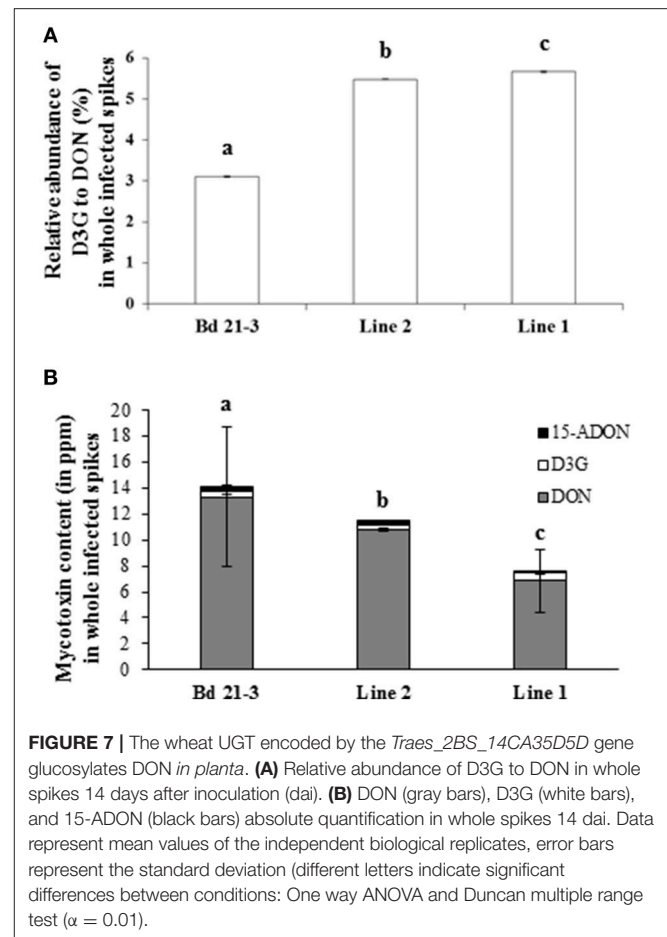 A
Relative abundance of
D3G to DON (%)
in whole infected spikes
6
5
4
3
2
1
0
a
b
c
Bd 21-3
Line 2
Line 1
B
Mycotoxin content (in ppm)
in whole infected spikes
20
18
16
14
12
10
8
6
4
2
0
a
b
c
15-ADON
D3G
DON
Bd 21-3
Line 2
Line 1
FIGURE 7 | The wheat UGT encoded by the Traes_2BS_14CA35D5D gene
glucosylates DON in planta. (A) Relative abundance of D3G to DON in whole
spikes 14 days after inoculation (dai). (B) DON (gray bars), D3G (white bars),
and 15-ADON (black bars) absolute quantification in whole spikes 14 dai. Data
represent mean values of the independent biological replicates, error bars
represent the standard deviation (different letters indicate significant
differences between conditions: One way ANOVA and Duncan multiple range
test (α = 0.01).